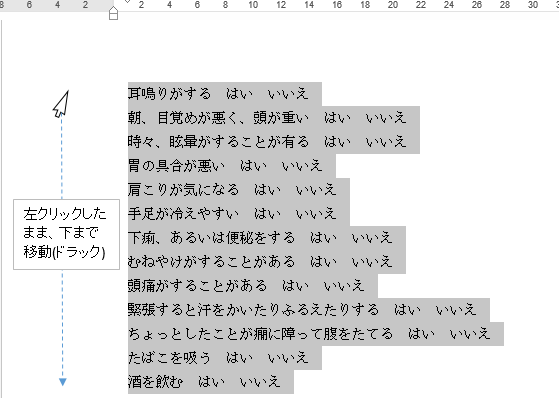 8 6 4 2 2 4 6 8 10 12 14 16 18 20 22 24 26 28 30
耳鳴りがする　はい　いいえ
朝、目覚めが悪く、頭が重い　はい　いいえ
時々、眩暈がすることが有る　はい　いいえ
胃の具合が悪い　はい　いいえ
肩こりが気になる　はい　いいえ
手足が冷えやすい　はい　いいえ
下痢、あるいは便秘をする　はい　いいえ
むねやけがすることがある　はい　いいえ
頭痛がすることがある　はい　いいえ
緊張すると汗をかいたりふるえたりする　はい　いいえ
ちょっとしたことが癇に障って腹をたてる　はい　いいえ
たばこを吸う　はい　いいえ
酒を飲む　はい　いいえ
左クリックした
まま、下まで
移動(ドラック)